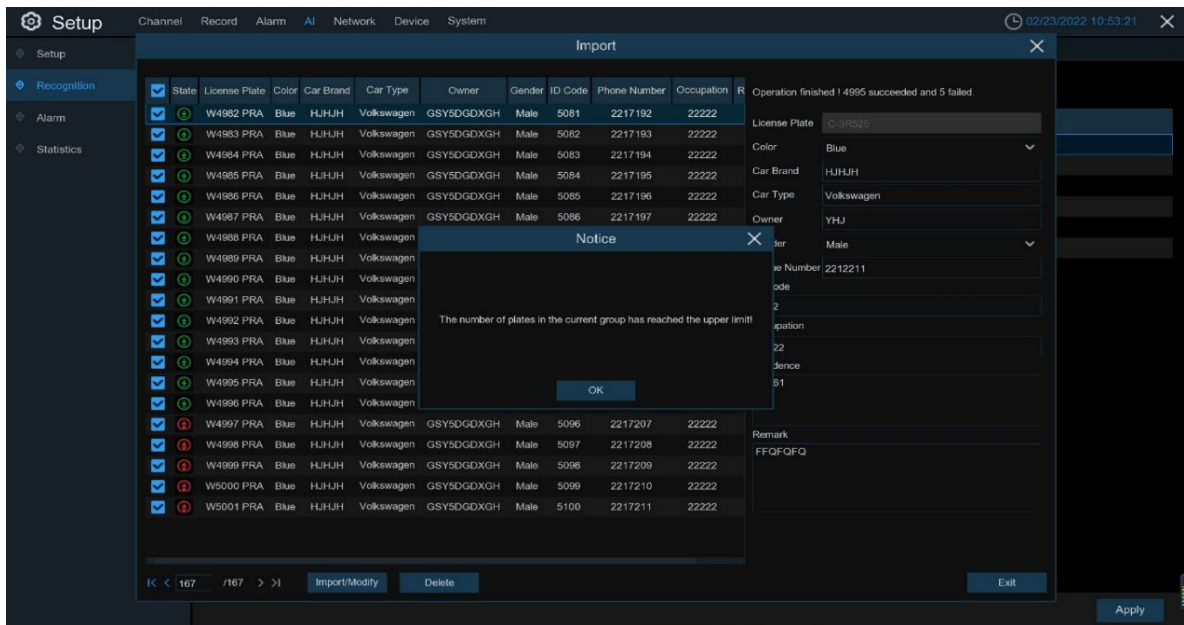 Setup Channel Record Alarm AI Network Device System 02/23/2022 10:53:21
Setup
Recognition
Alarm
Statistics
Import
State License Plate Color Car Brand Car Type Owner Gender ID Code Phone Number Occupation R
W4982 PRA Blue HJHJH Volkswagen GSY5DGDXGH Male 5081 2217192 22222
W4983 PRA Blue HJHJH Volkswagen GSY5DGDXGH Male 5082 2217193 22222
W4984 PRA Blue HJHJH Volkswagen GSY5DGDXGH Male 5083 2217194 22222
W4985 PRA Blue HJHJH Volkswagen GSY5DGDXGH Male 5084 2217195 22222
W4986 PRA Blue HJHJH Volkswagen GSY5DGDXGH Male 5085 2217196 22222
W4987 PRA Blue HJHJH Volkswagen GSY5DGDXGH Male 5086 2217197 22222
W4988 PRA Blue HJHJH Volkswagen
W4989 PRA Blue HJHJH Volkswagen
W4990 PRA Blue HJHJH Volkswagen
W4991 PRA Blue HJHJH Volkswagen
W4992 PRA Blue HJHJH Volkswagen
W4993 PRA Blue HJHJH Volkswagen
W4994 PRA Blue HJHJH Volkswagen
W4995 PRA Blue HJHJH Volkswagen
W4996 PRA Blue HJHJH Volkswagen
W4997 PRA Blue HJHJH Volkswagen GSY5DGDXGH Male 5096 2217207 22222
W4998 PRA Blue HJHJH Volkswagen GSY5DGDXGH Male 5097 2217208 22222
W4999 PRA Blue HJHJH Volkswagen GSY5DGDXGH Male 5098 2217209 22222
W5000 PRA Blue HJHJH Volkswagen GSY5DGDXGH Male 5099 2217210 22222
W5001 PRA Blue HJHJH Volkswagen GSY5DGDXGH Male 5100 2217211 22222
Notice
The number of plates in the current group has reached the upper limit!
OK
Operation finished ! 4995 succeeded and 5 failed.
License Plate C-3R525
Color Blue
Car Brand HJHJH
Car Type Volkswagen
Owner YHJ
der Male
ne Number 2212211
ode
2
upation
22
dence
61
Remark
FFQFQFQ
167 /167 Import/Modify Delete Exit
Apply